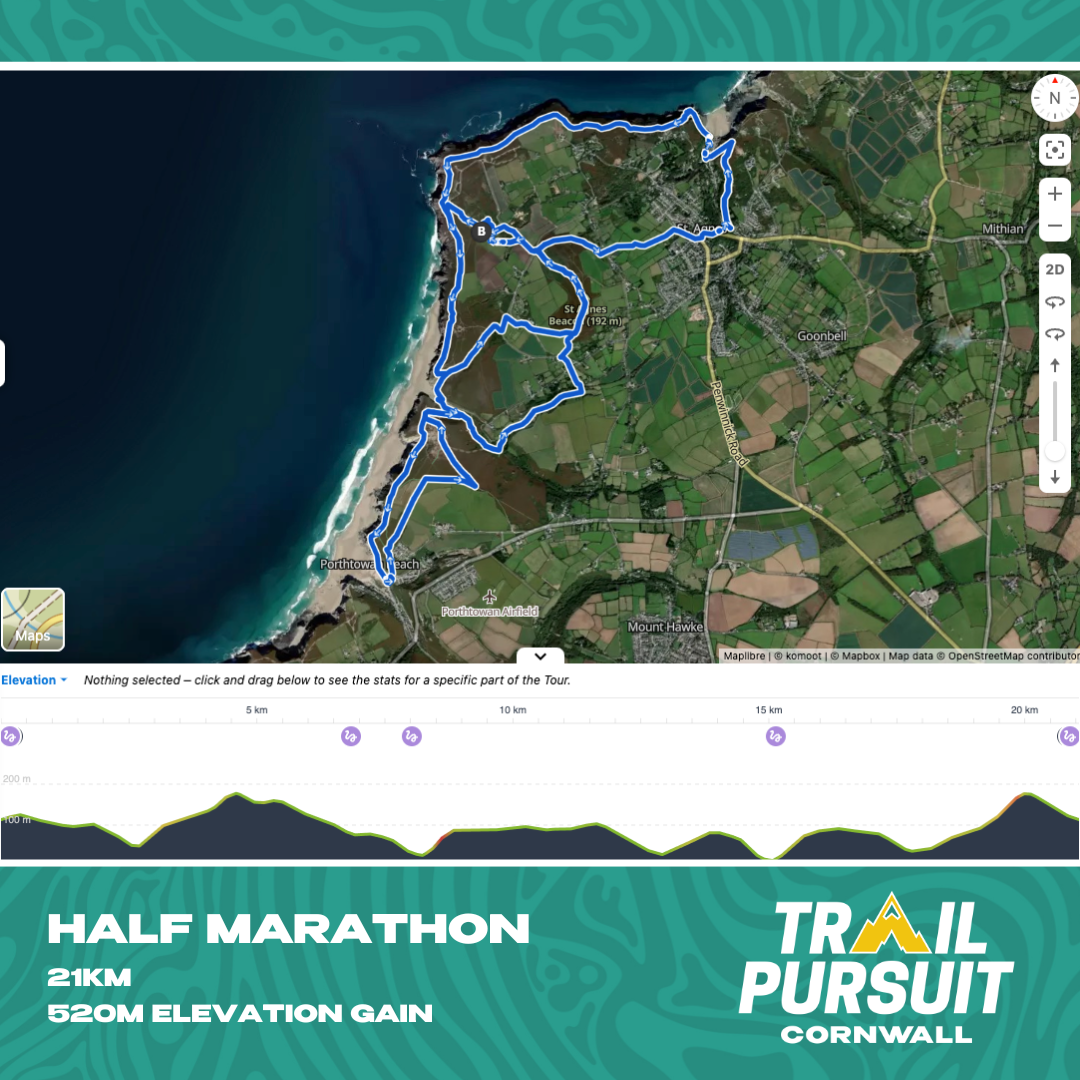 N
2D
Mithian
St. Agn
B
St. Agnes
Beacon (192 m)
Goonbell
Penwinnick Road
Porthtowan Beach
Porthtowan Airfield
Mount Hawke
Maps
Maplibre | © komoot | © Mapbox | Map data © OpenStreetMap contributor
Elevation Nothing selected – click and drag below to see the stats for a specific part of the Tour.
5 km 10 km 15 km 20 km
200 m
100 m
HALF MARATHON
21KM
520M ELEVATION GAIN
TRAIL
PURSUIT
CORNWALL